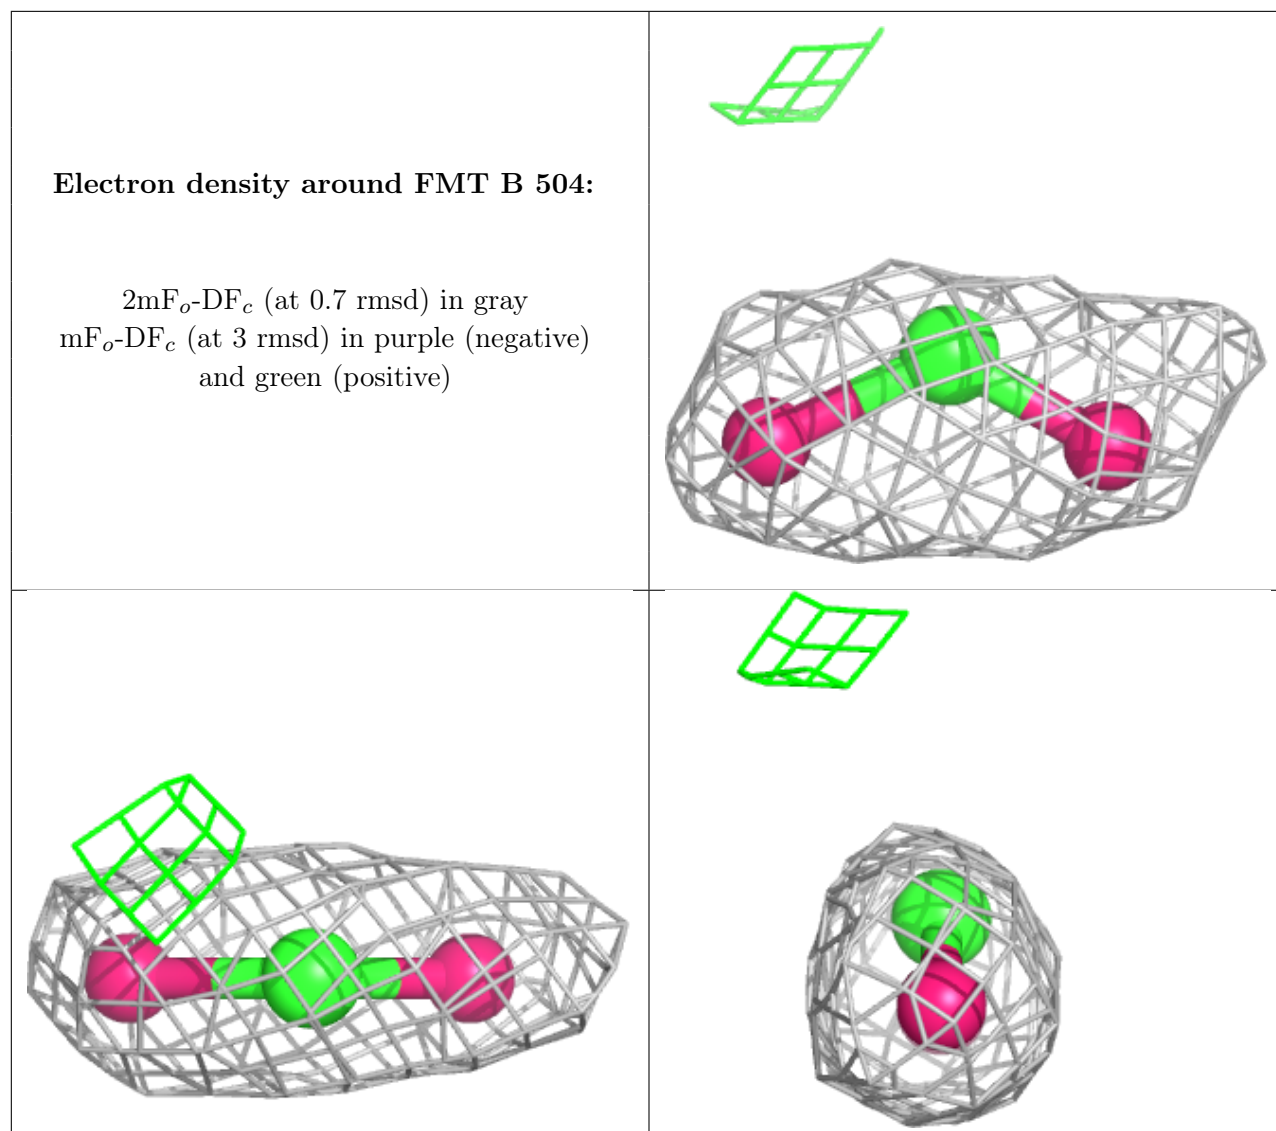 Electron density around FMT B 504:
2mFo-DFc (at 0.7 rmsd) in gray
mFo-DFc (at 3 rmsd) in purple (negative)
and green (positive)